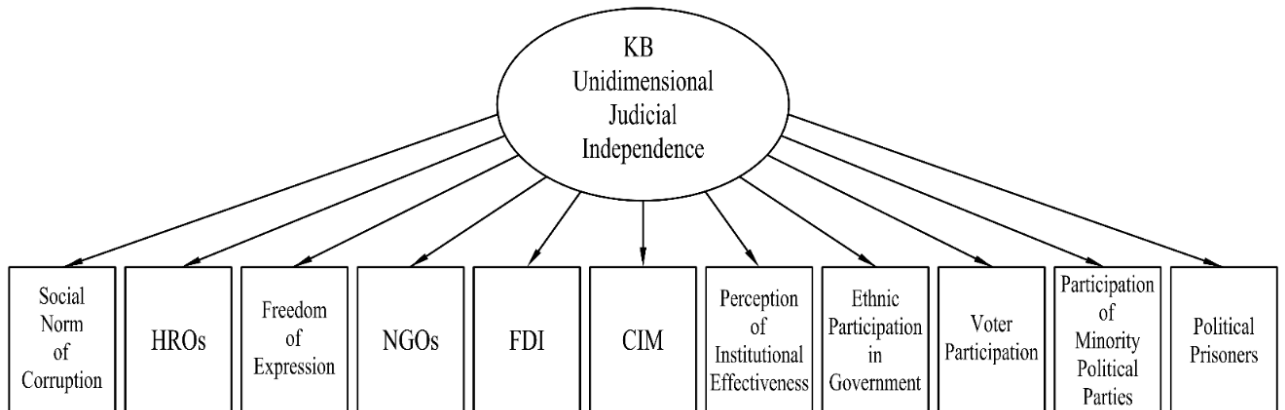 KB
Unidimensional
Judicial
Independence
Social
Norm
of
Corruption
HROs
Freedom
of
Expression
NGOs
FDI
CIM
Perception
of
Institutional
Effectiveness
Ethnic
Participation
in
Government
Voter
Participation
Participation
of
Minority
Political
Parties
Political
Prisoners